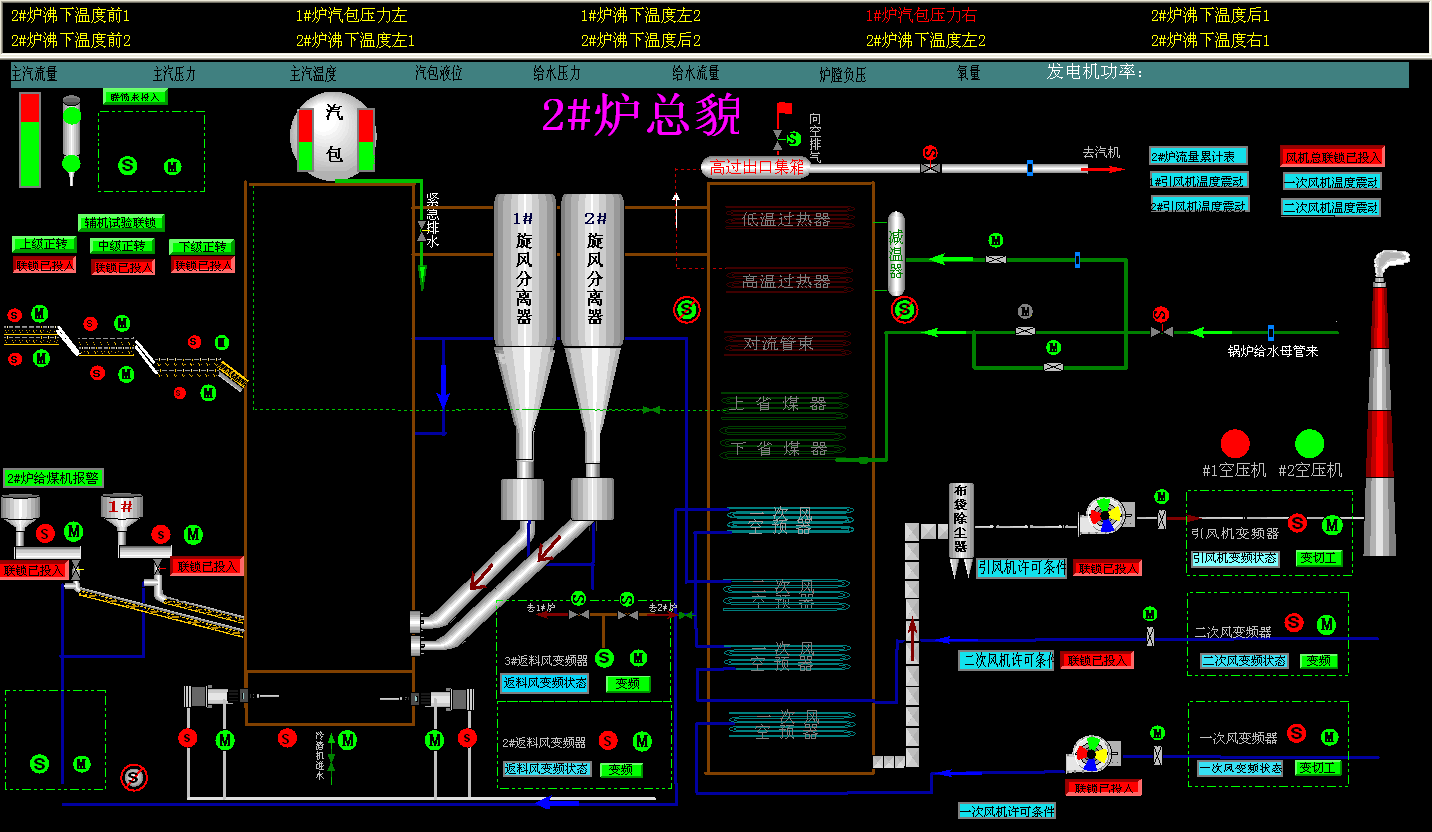 2#炉沸下温度前1
1#炉汽包压力左
1#炉沸下温度左2
1#炉汽包压力右
2#炉沸下温度后1
2#炉沸下温度前2
2#炉沸下温度左1
2#炉沸下温度后2
2#炉沸下温度左2
2#炉沸下温度右1
主汽流量
主汽压力
主汽温度
汽包液位
给水压力
给水流量
炉膛负压
氧量
发电机功率:
2#炉总貌
联锁未投入
汽
包
向空排气
高过出口集箱
去汽机
2#炉流量累计表
风机总联锁已投入
1#引风机温度震动
一次风机温度震动
2#引风机温度震动
二次风机温度震动
紧急排水
1#
旋风分离器
2#
旋风分离器
低温过热器
减温器
辅机试验联锁
上级正转
中级正转
下级正转
联锁已投入
联锁已投入
联锁已投入
高温过热器
对流管束
锅炉给水母管来
上省煤器
下省煤器
#1空压机
#2空压机
2#炉给煤机报警
1#
联锁已投入
联锁已投入
布袋除尘器
一次风
空预器
引风机变频器
引风机变频状态
变切工
引风机许可条件
联锁已投入
二次风
空预器
去1#炉
去2#炉
3#返料风变频器
返料风变频状态
变频
二次风变频器
二次风变频状态
变频
二次风机许可条件
联锁已投入
一次风
空预器
一次风
空预器
2#返料风变频器
返料风变频状态
变频
冷渣机淡水
一次风变频器
一次风变频状态
变切工
联锁已投入
一次风机许可条件